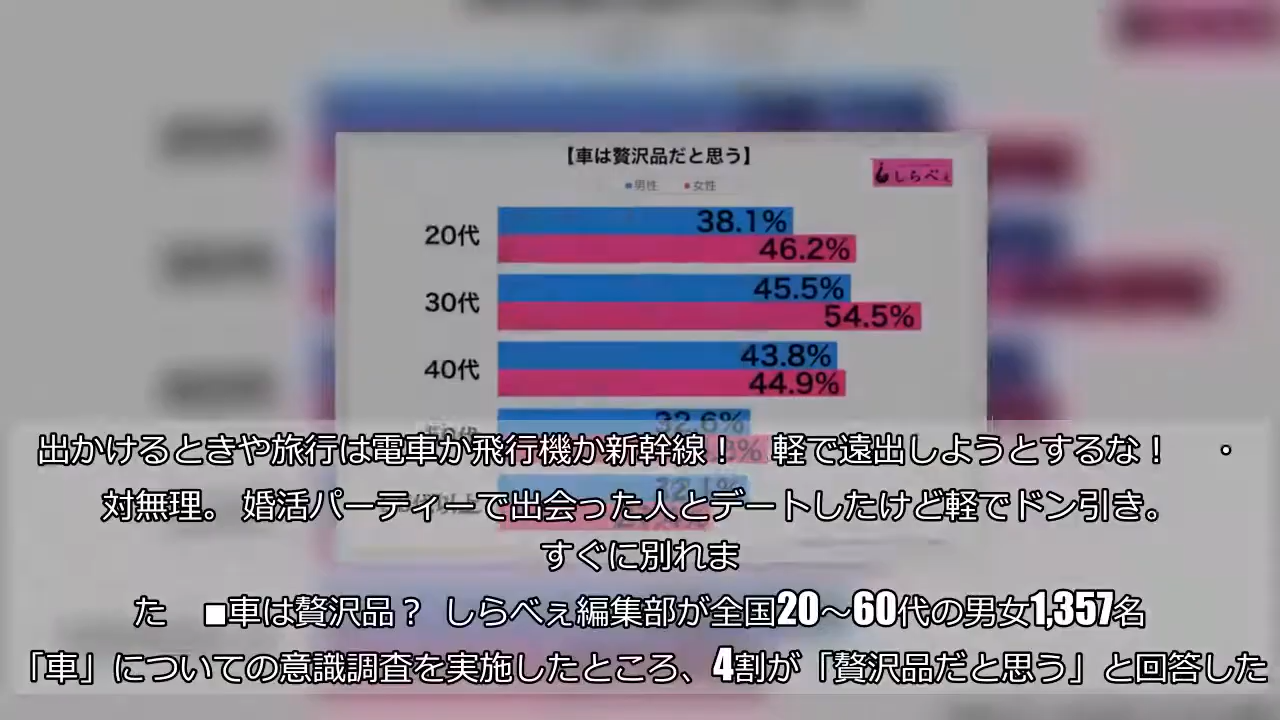 【車は贅沢品だと思う】
男性 女性
しらべぇ
20代
38.1%
46.2%
30代
45.5%
54.5%
40代
43.8%
44.9%
32.6%
32.1%
出かけるときや旅行は電車か飛行機か新幹線！ 軽で遠出しようとするな！ ・
対無理。婚活パーティーで出会った人とデートしたけど軽でドン引き。
すぐに別れま
た ■車は贅沢品？ しらべぇ編集部が全国20～60代の男女1,357名
「車」についての意識調査を実施したところ、4割が「贅沢品だと思う」と回答した